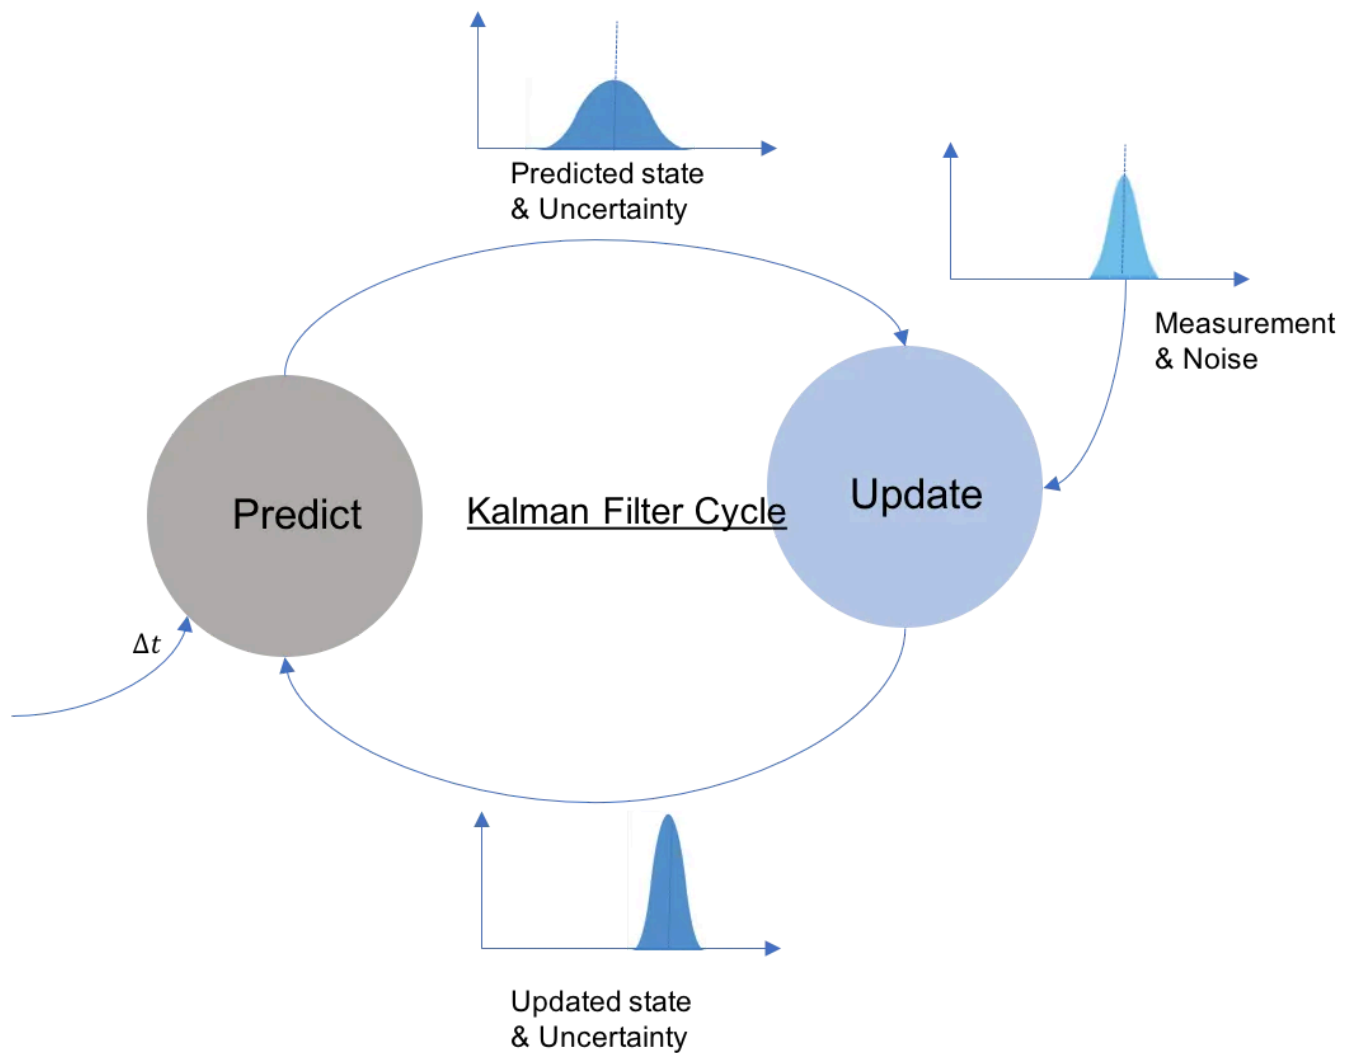 Predicted state
& Uncertainty
Measurement
& Noise
Predict
Kalman Filter Cycle
Update
Δt
Updated state
& Uncertainty